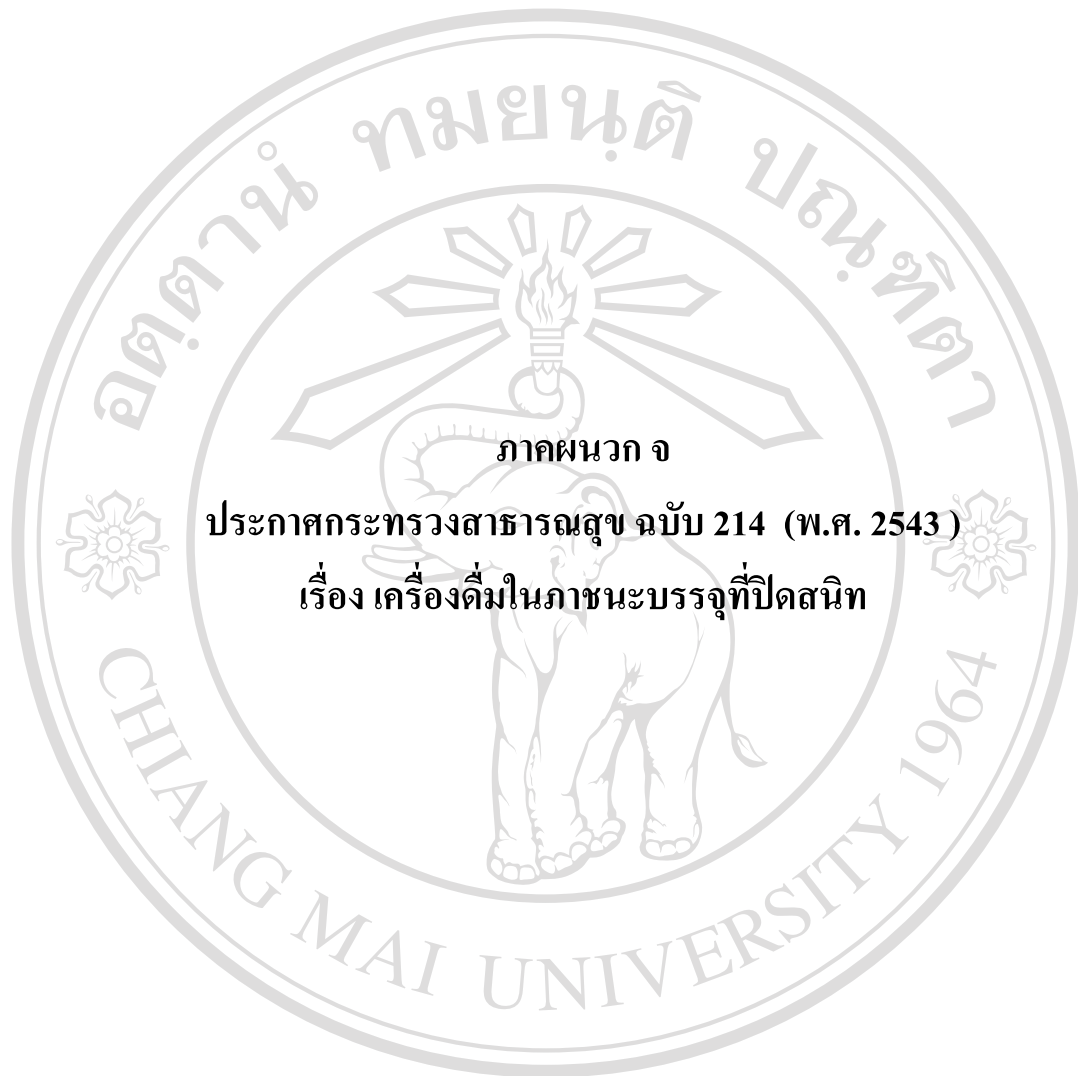 อตฺตานํ ทมยนฺติ ปณฺฑิตา
ภาคผนวก จ
ประกาศกระทรวงสาธารณสุข ฉบับ 214 (พ.ศ. 2543 )
เรื่อง เครื่องดื่มในภาชนะบรรจุที่ปิดสนิท
CHIANG MAI UNIVERSITY 1964